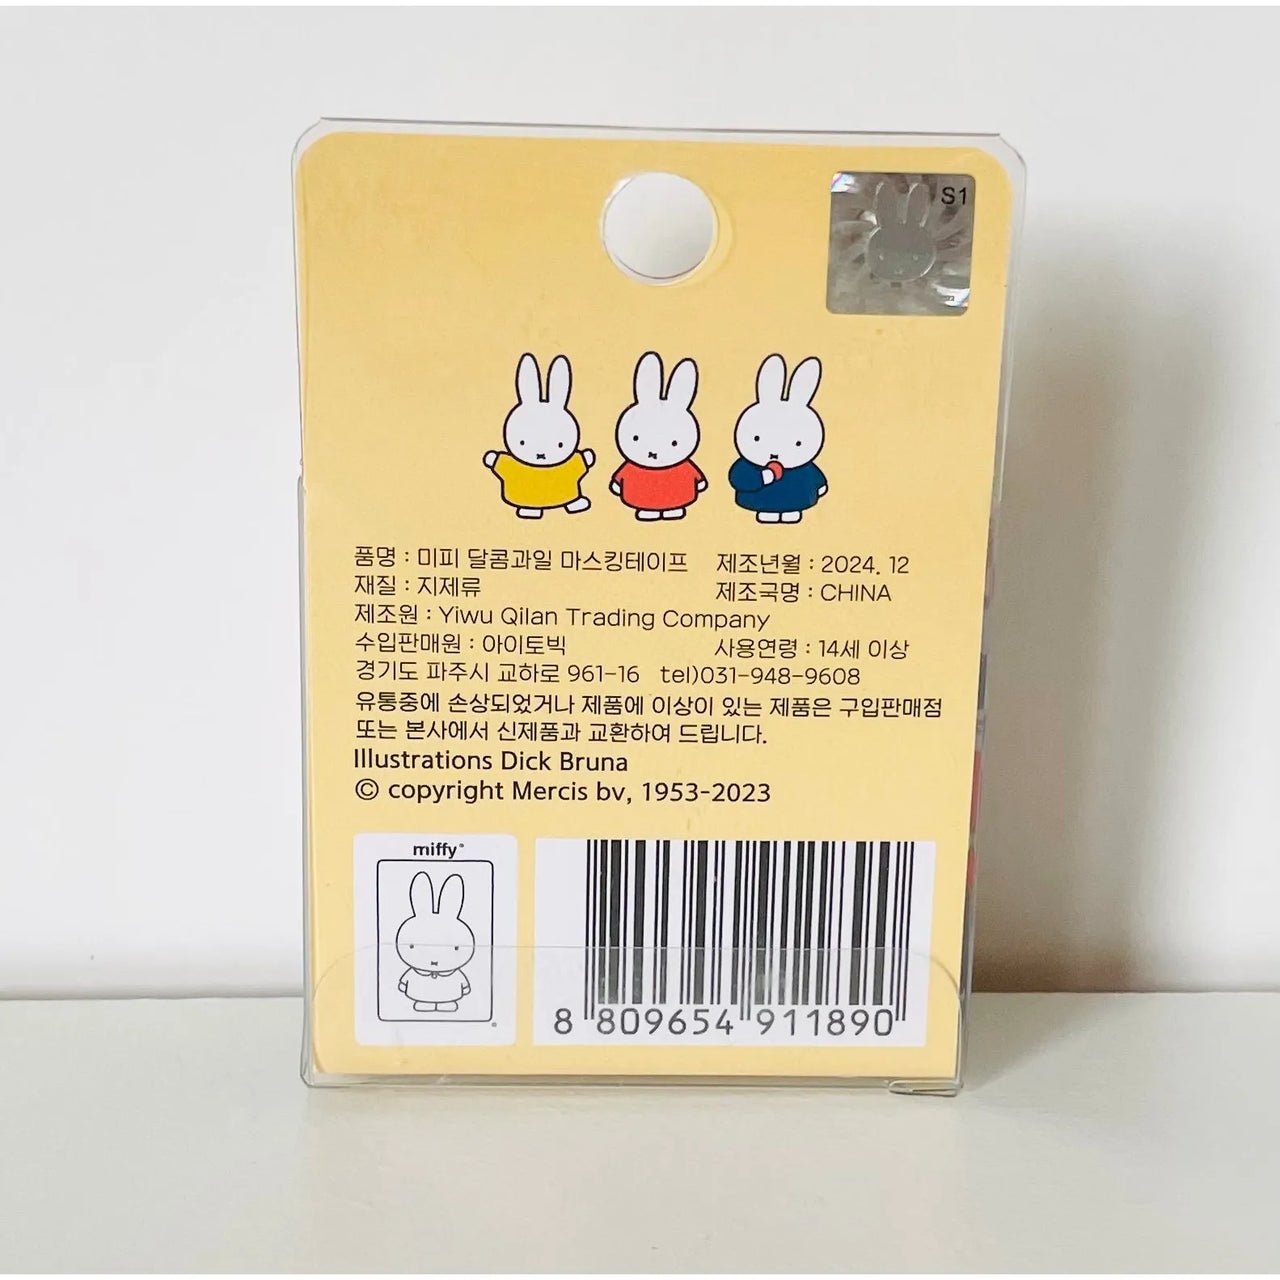 S1
품명 : 미피 달콤과일 마스킹테이프 제조년월 : 2024. 12
재질 : 지제류 제조국명 : CHINA
제조원 : Yiwu Qilan Trading Company
수입판매원 : 아이토빅 사용연령 : 14세 이상
경기도 파주시 교하로 961-16 tel)031-948-9608
유통중에 손상되었거나 제품에 이상이 있는 제품은 구입판매점
또는 본사에서 신제품과 교환하여 드립니다.
Illustrations Dick Bruna
© copyright Mercis bv, 1953-2023
miffy®
8 809654 911890